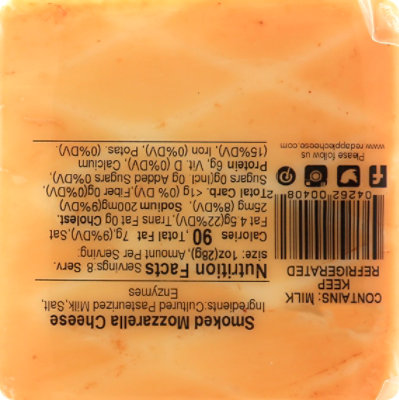 Smoked Mozzarella Cheese
Ingredients:Cultured Pasteurized Milk,Salt,
Enzymes
Nutrition Facts Servings:8 Serv.
size: 1oz(28g), Amount Per Serving:
Calories 90 ,Total Fat 7g,(9%DV),Sat,
Fat 4.5g(22%DV),Trans Fat 0g Cholest.
25mg (8%DV), Sodium 200mg(9%DV)
2Total Carb. <1g (0% DV),Fiber 0g(0%DV),
Sugars 0g(Incl. 0g Added Sugars 0%DV),
Protein 6g, Vit. D (0%DV), Calcium
(15%DV), Iron (0%DV), Potas. (0%DV).
CONTAINS: MILK
KEEP
REFRIGERATED
04262 00408
Please follow us
www.redapplecheese.com